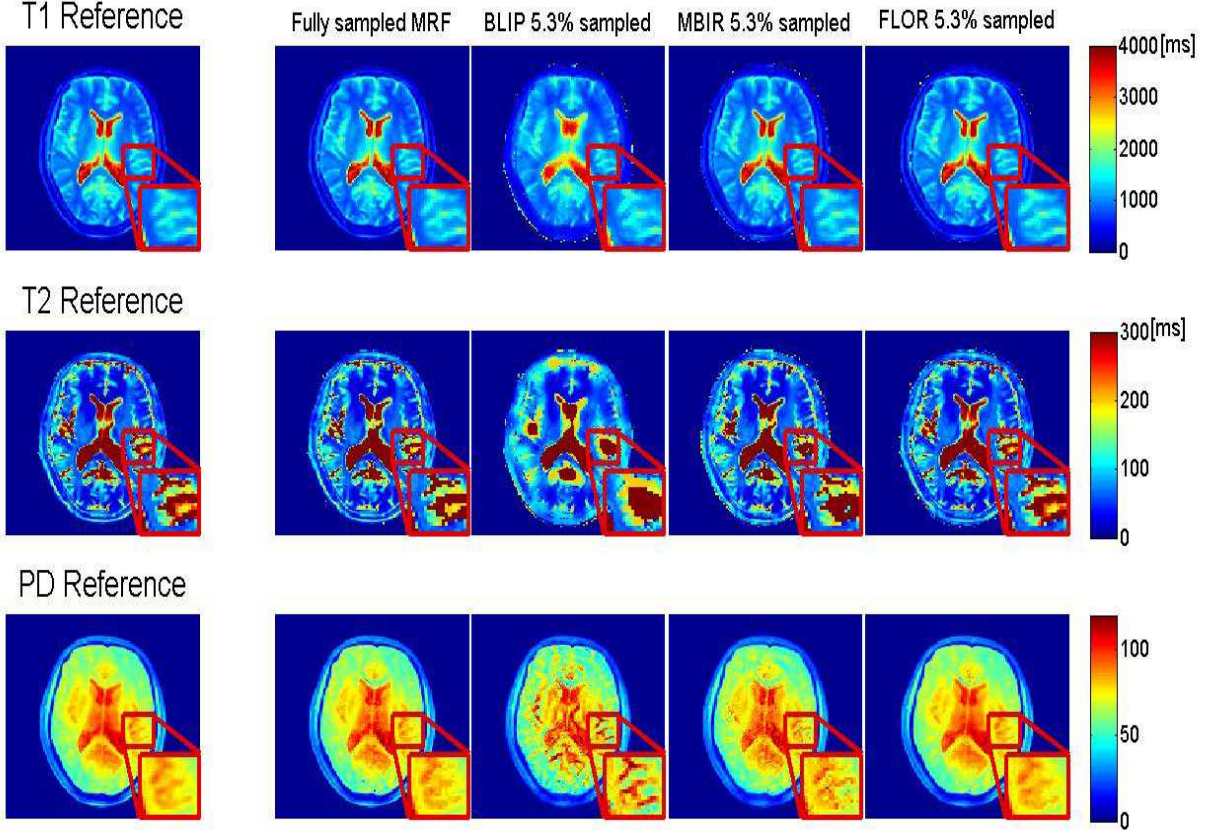 T1 Reference
Fully sampled MRF
BLIP 5.3% sampled
MBIR 5.3% sampled
FLOR 5.3% sampled
4000[ms]
3000
2000
1000
0
T2 Reference
300[ms]
200
100
0
PD Reference
100
50
0